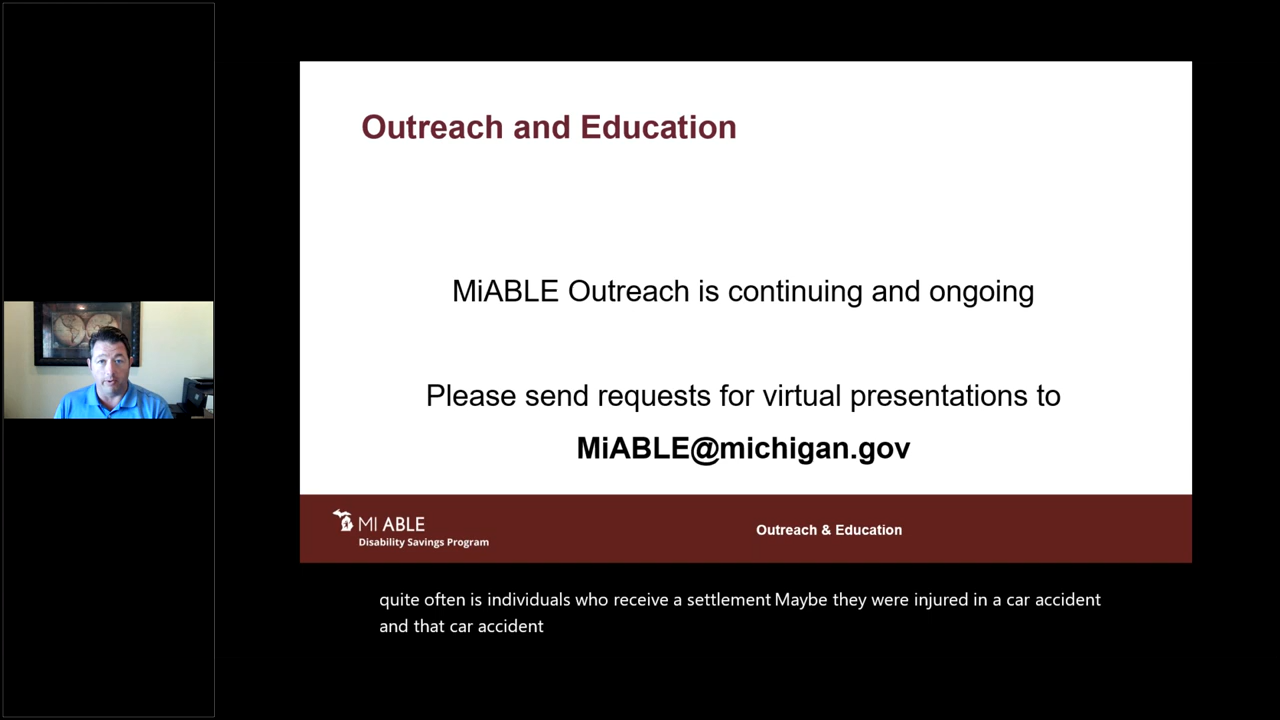 Outreach and Education
MiABLE Outreach is continuing and ongoing
Please send requests for virtual presentations to
MiABLE@michigan.gov
MI ABLE
Disability Savings Program
Outreach & Education
quite often is individuals who receive a settlement Maybe they were injured in a car accident
and that car accident